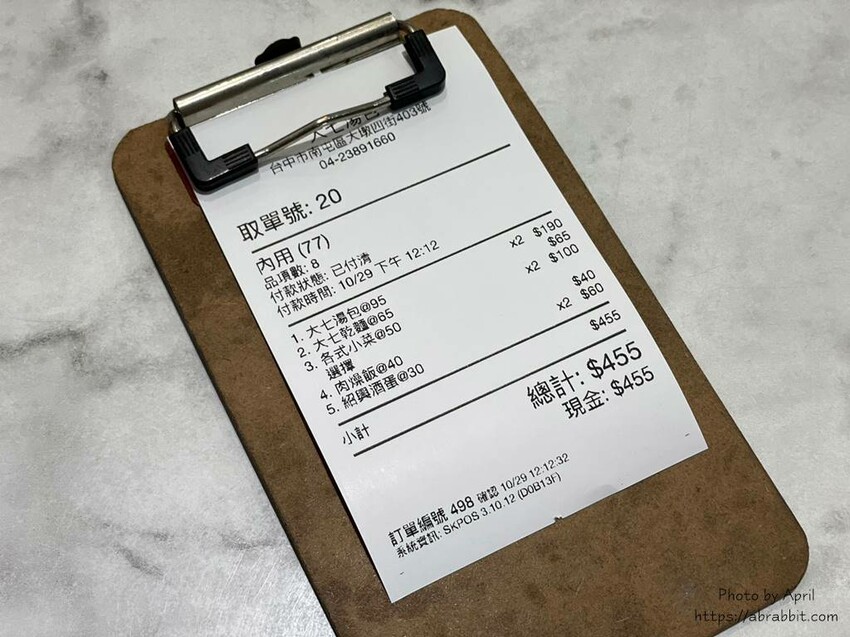 大七湯包
台中市南屯區大墩四街403號
04-23891660
取單號: 20
內用 (77)
品項數: 8
付款狀態: 已付清
付款時間: 10/29 下午 12:12
1. 大七湯包@95 x2 $190
2. 大七乾麵@65 $65
3. 各式小菜@50 x2 $100
選擇
4. 肉燥飯@40 $40
5. 紹興酒蛋@30 x2 $60
小計 $455
總計: $455
現金: $455
訂單編號 498 確認 10/29 12:12:32
系統資訊: SKPOS 3.10.12 (D0B13F)
Photo by April
https://abrabbit.com